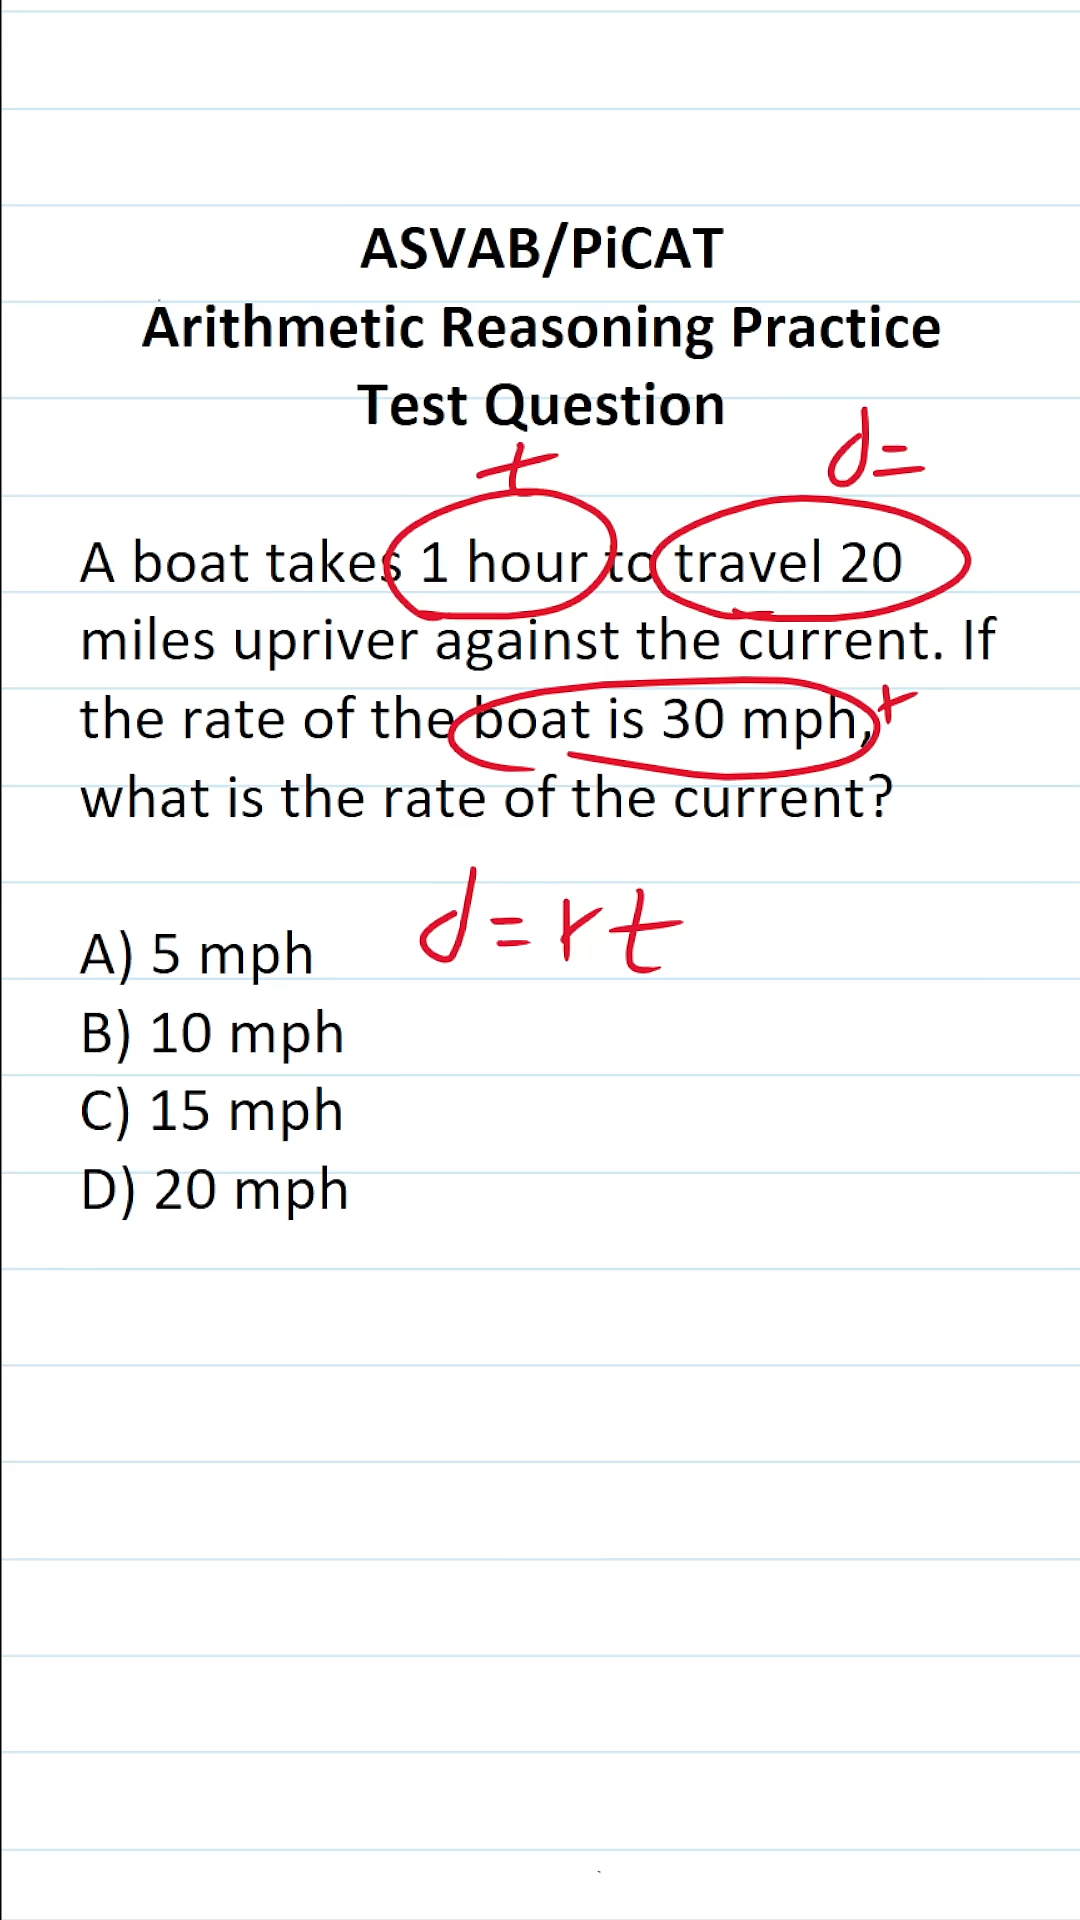 ASVAB/PiCAT
Arithmetic Reasoning Practice
Test Question
t d=
A boat takes 1 hour to travel 20
miles upriver against the current. If
the rate of the boat is 30 mph, r
what is the rate of the current?
d=rt
A) 5 mph
B) 10 mph
C) 15 mph
D) 20 mph